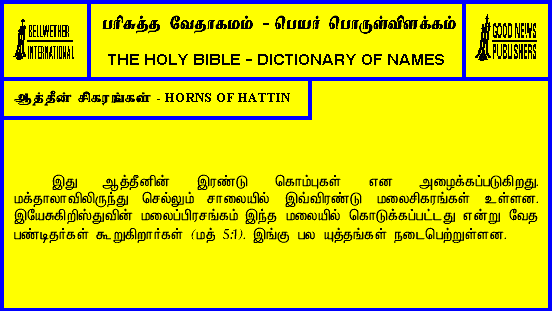 BELLWETHER
INTERNATIONAL
பரிசுத்த வேதாகமம் - பெயர் பொருள்விளக்கம்
THE HOLY BIBLE - DICTIONARY OF NAMES
GOOD NEWS
PUBLISHERS
ஆத்தீன் சிகரங்கள் - HORNS OF HATTIN
இது ஆத்தீனின் இரண்டு கொம்புகள் என அழைக்கப்படுகிறது.
மக்தாலாவிலிருந்து செல்லும் சாலையில் இவ்விரண்டு மலைசிகரங்கள் உள்ளன.
இயேசுகிறிஸ்துவின் மலைப்பிரசங்கம் இந்த மலையில் கொடுக்கப்பட்டது என்று வேத
பண்டிதர்கள் கூறுகிறார்கள் (மத் 5:1). இங்கு பல யுத்தங்கள் நடைபெற்றுள்ளன.